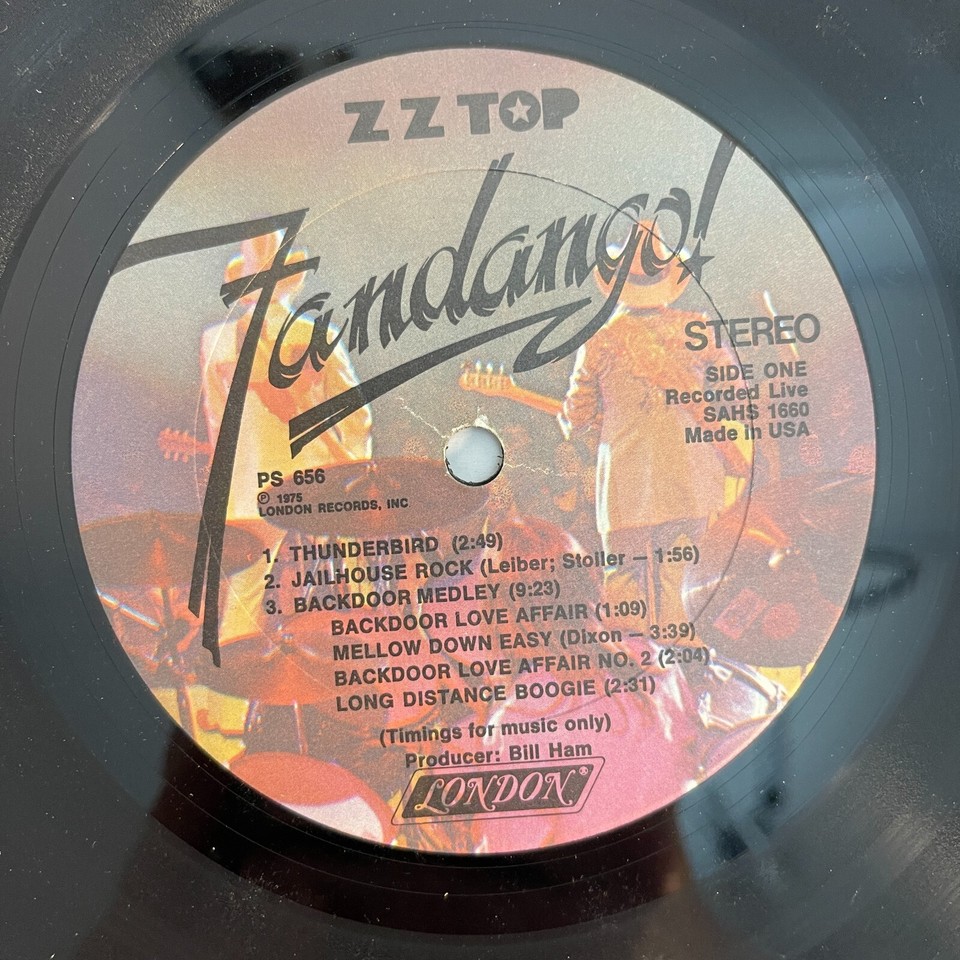 ZZ TOP
Fandango!
STEREO
SIDE ONE
Recorded Live
SAHS 1660
Made in USA
PS 656
℗ 1975
LONDON RECORDS, INC
1. THUNDERBIRD (2:49)
2. JAILHOUSE ROCK (Leiber; Stoller — 1:56)
3. BACKDOOR MEDLEY (9:23)
BACKDOOR LOVE AFFAIR (1:09)
MELLOW DOWN EASY (Dixon — 3:39)
BACKDOOR LOVE AFFAIR NO. 2 (2:04)
LONG DISTANCE BOOGIE (2:31)
(Timings for music only)
Producer: Bill Ham
LONDON®